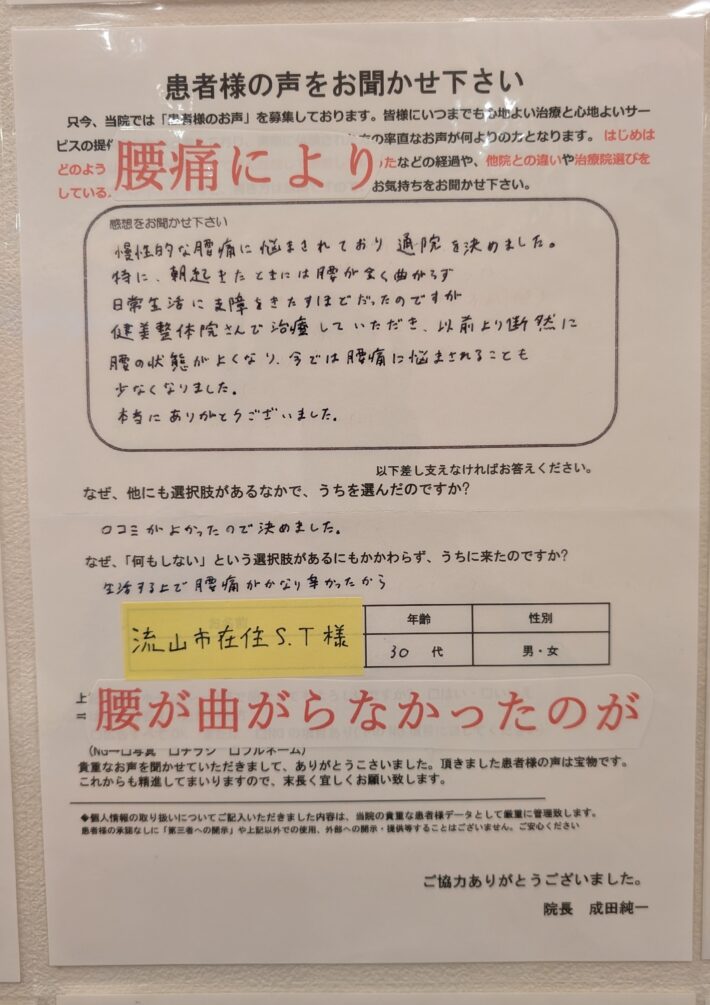 患者様の声をお聞かせ下さい
只今、当院では「患者様のお声」を募集しております。皆様にいつまでも心地よい治療と心地よいサー
ビスの提供 の率直なお声が何よりの力となります。はじめは
どのよう 腰痛により ったなどの経過や、他院との違いや治療院選びを
している お気持ちをお聞かせ下さい。
感想をお聞かせ下さい
慢性的な腰痛に悩まされており 通院を決めました。
特に、朝起きたときには腰が全く曲がらず
日常生活に支障をきたすほどだったのですが
健美整体院さんで治療していただき、以前より断然に
腰の状態がよくなり、今では腰痛に悩まされることも
少なくなりました。
本当にありがとうございました。
以下差し支えなければお答えください。
なぜ、他にも選択肢があるなかで、うちを選んだのですか?
口コミがよかったので決めました。
なぜ、「何もしない」という選択肢があるにもかかわらず、うちに来たのですか?
生活する上で腰痛がかなり辛かったから
流山市在住S.T様 年齢 性別
30 代 男・女
上
腰が曲がらなかったのが
(NG→□写真 □チラシ □フルネーム)
貴重なお声を聞かせていただきまして、ありがとうございました。頂きました患者様の声は宝物です。
これからも精進してまいりますので、末長く宜しくお願い致します。
◆個人情報の取り扱いについてご記入いただきました内容は、当院の貴重な患者様データとして厳重に管理致します。
患者様の承諾なしに「第三者への開示」や上記以外での使用、外部への開示・提供等することはございません。ご安心ください
ご協力ありがとうございました。
院長 成田純一